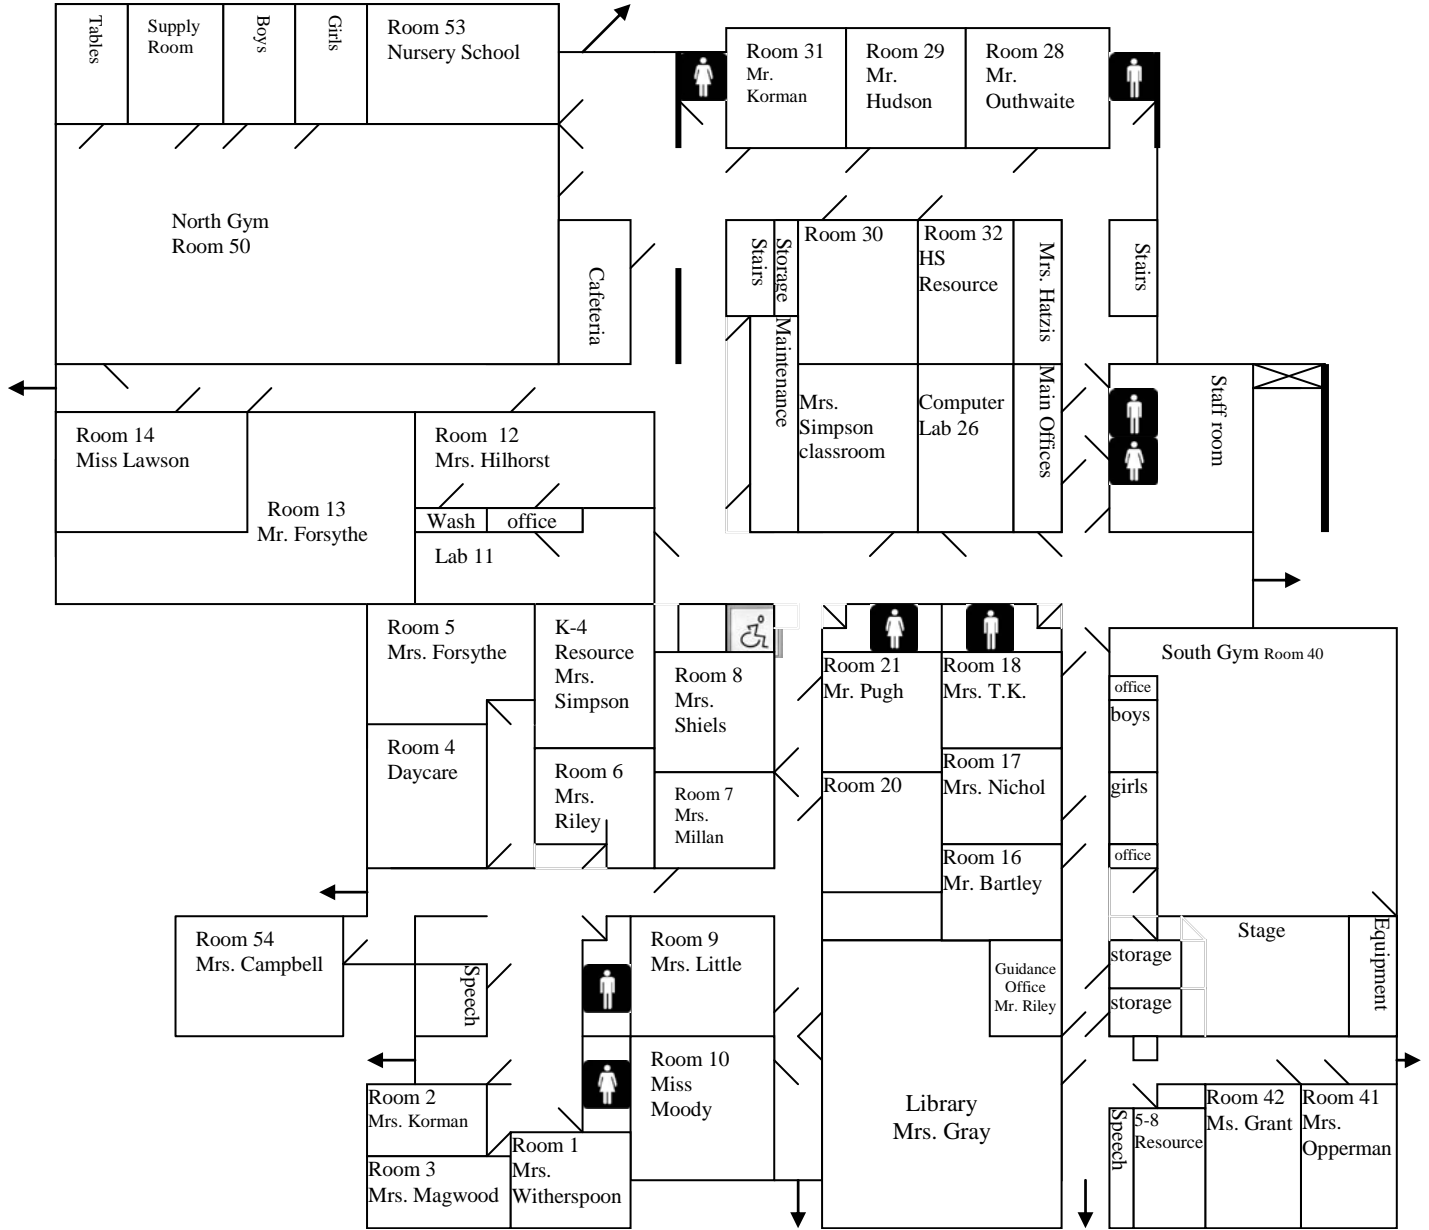 Tables
Supply
Room
Boys
Girls
Room 53
Nursery School
Room 31
Mr.
Korman
Room 29
Mr.
Hudson
Room 28
Mr.
Outhwaite
North Gym
Room 50
Cafeteria
Stairs
Storage
Room 30
Room 32
HS
Resource
Mrs. Hatzis
Stairs
Maintenance
Mrs.
Simpson
classroom
Computer
Lab 26
Main Offices
Staff room
Room 14
Miss Lawson
Room 13
Mr. Forsythe
Room 12
Mrs. Hilhorst
Wash
office
Lab 11
Room 5
Mrs. Forsythe
K-4
Resource
Mrs.
Simpson
Room 8
Mrs.
Shiels
Room 21
Mr. Pugh
Room 18
Mrs. T.K.
South Gym Room 40
office
boys
girls
office
Room 4
Daycare
Room 6
Mrs.
Riley
Room 7
Mrs.
Millan
Room 20
Room 17
Mrs. Nichol
Room 16
Mr. Bartley
Room 54
Mrs. Campbell
Speech
Room 9
Mrs. Little
Guidance
Office
Mr. Riley
storage
storage
Stage
Equipment
Room 2
Mrs. Korman
Room 3
Mrs. Magwood
Room 1
Mrs.
Witherspoon
Room 10
Miss
Moody
Library
Mrs. Gray
Speech
5-8
Resource
Room 42
Ms. Grant
Room 41
Mrs.
Opperman